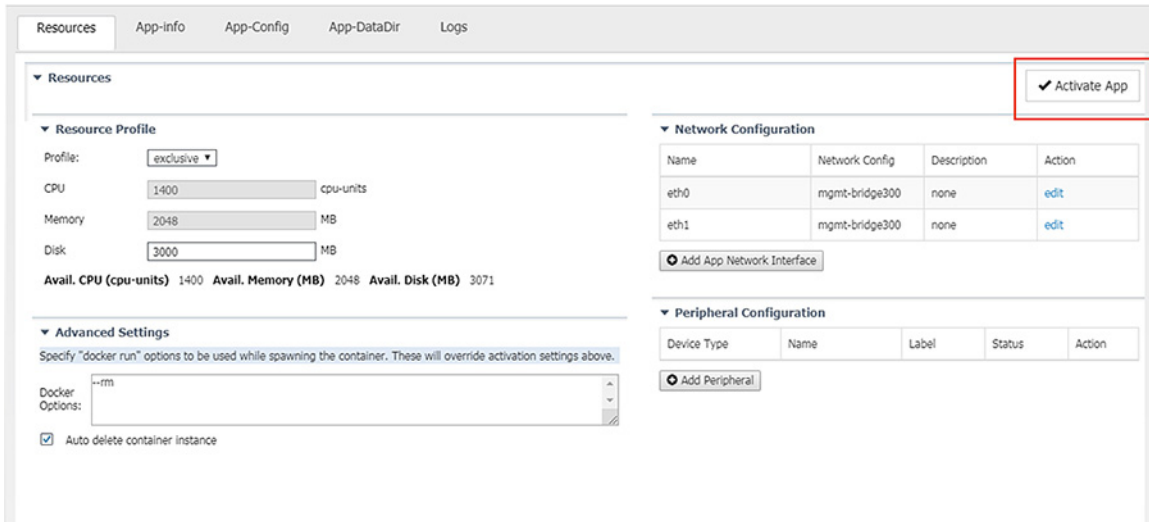 Resources App-info App-Config App-DataDir Logs
Resources
Activate App
Resource Profile
Profile: exclusive
CPU 1400 cpu-units
Memory 2048 MB
Disk 3000 MB
Avail. CPU (cpu-units) 1400 Avail. Memory (MB) 2048 Avail. Disk (MB) 3071
Advanced Settings
Specify "docker run" options to be used while spawning the container. These will override activation settings above.
Docker Options: --rm
Auto delete container instance
Network Configuration
Name Network Config Description Action
eth0 mgmt-bridge300 none edit
eth1 mgmt-bridge300 none edit
Add App Network Interface
Peripheral Configuration
Device Type Name Label Status Action
Add Peripheral